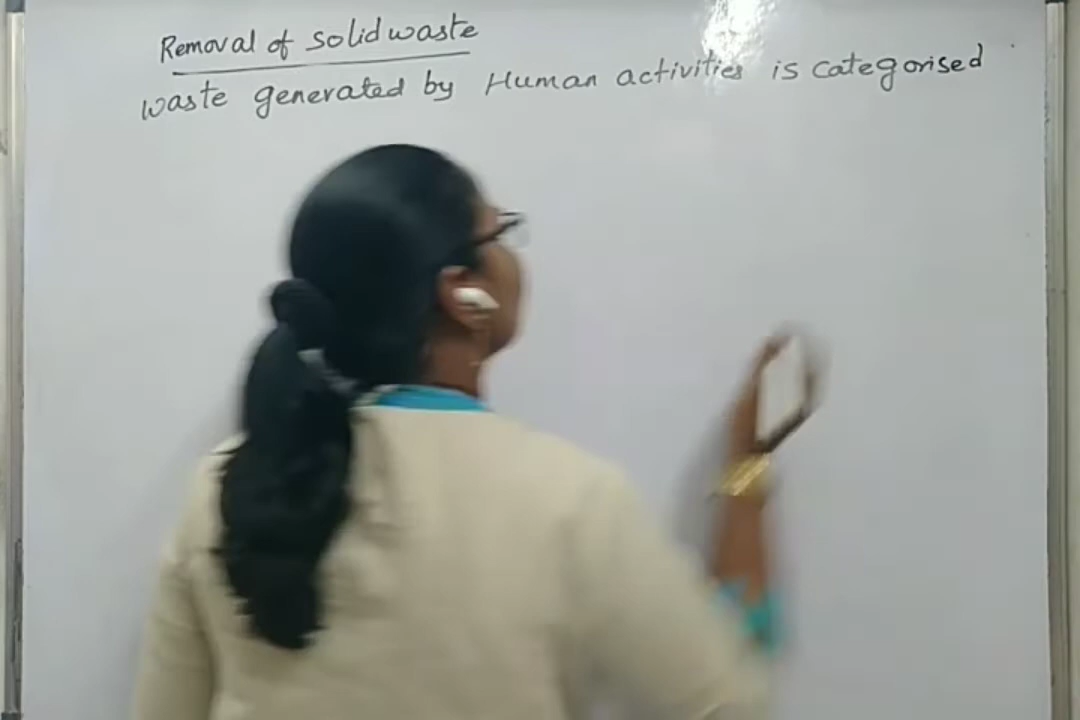 Removal of solid waste
waste generated by Human activities is categorised